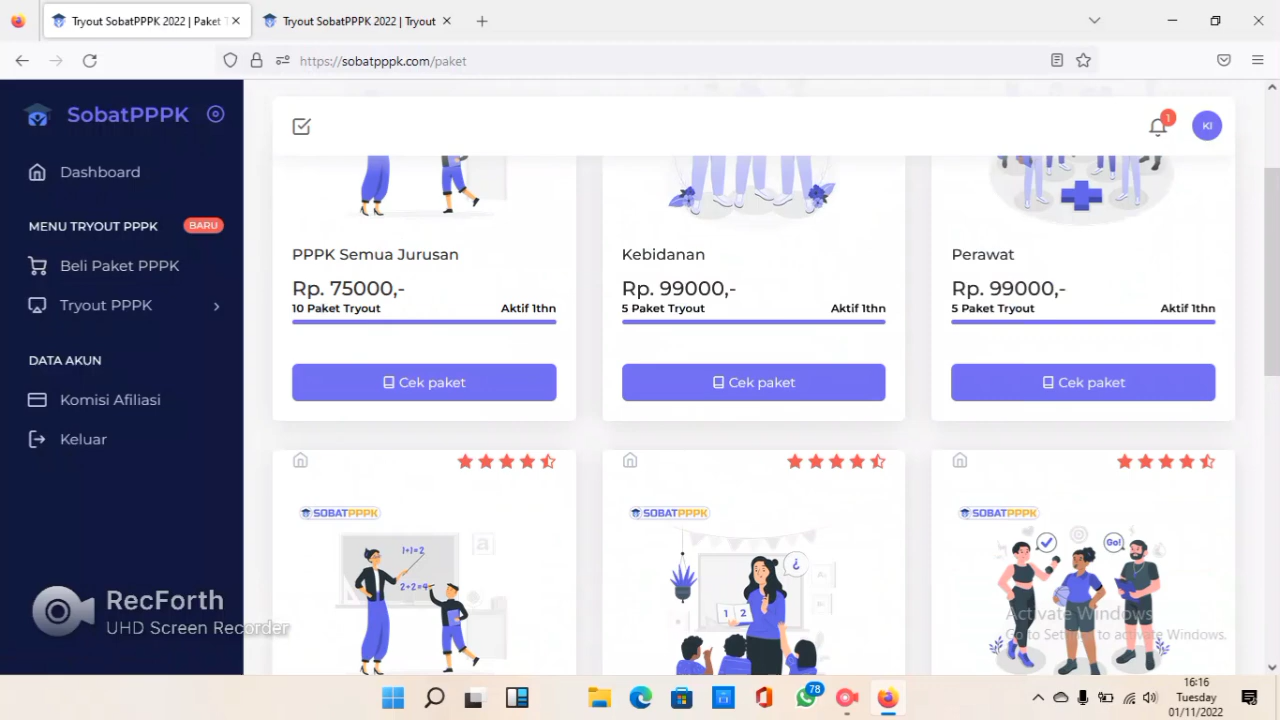 Tryout SobatPPPK 2022 | Paket T
Tryout SobatPPPK 2022 | Tryout
https://sobatpppk.com/paket
SobatPPPK
Dashboard
MENU TRYOUT PPPK
BARU
Beli Paket PPPK
Tryout PPPK
DATA AKUN
Komisi Afiliasi
Keluar
RecForth
UHD Screen Recorder
1
KI
PPPK Semua Jurusan
Rp. 75000,-
10 Paket Tryout
Aktif 1thn
Cek paket
Kebidanan
Rp. 99000,-
5 Paket Tryout
Aktif 1thn
Cek paket
Perawat
Rp. 99000,-
5 Paket Tryout
Aktif 1thn
Cek paket
SOBATPPPK
1+1=2
2+2=4
a
SOBATPPPK
¿
1 2
SOBATPPPK
Go!
Activate Windows
Go to Settings to activate Windows.
78
16:16
Tuesday
01/11/2022